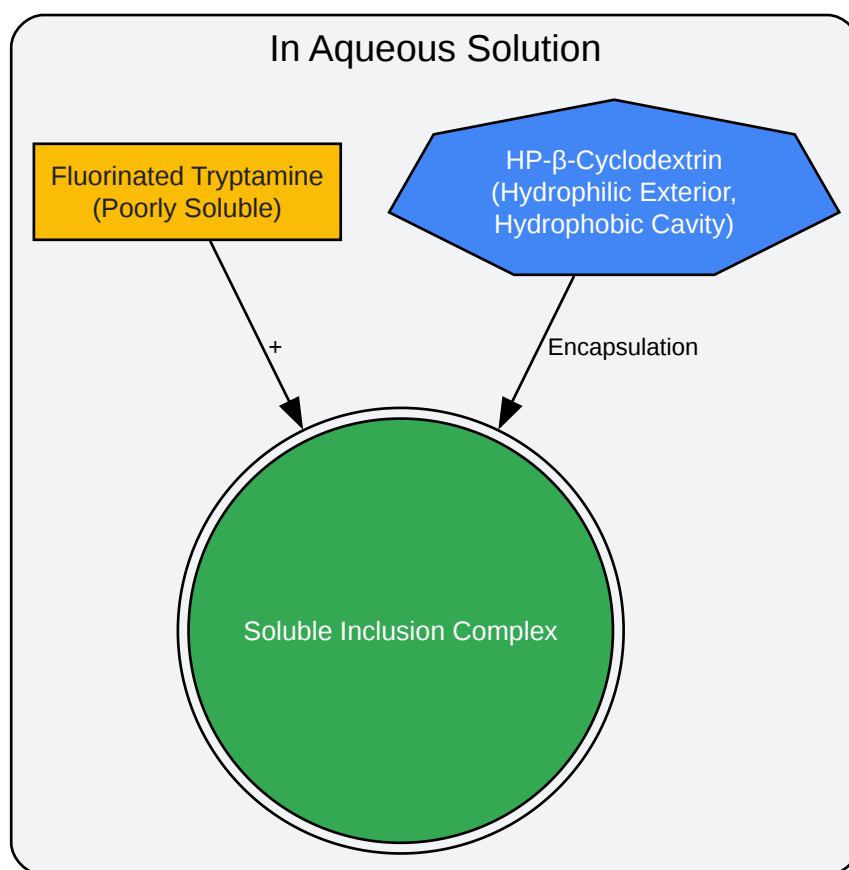 In Aqueous Solution
Fluorinated Tryptamine
(Poorly Soluble)
HP-β-Cyclodextrin
(Hydrophilic Exterior,
Hydrophobic Cavity)
+
Encapsulation
Soluble Inclusion Complex